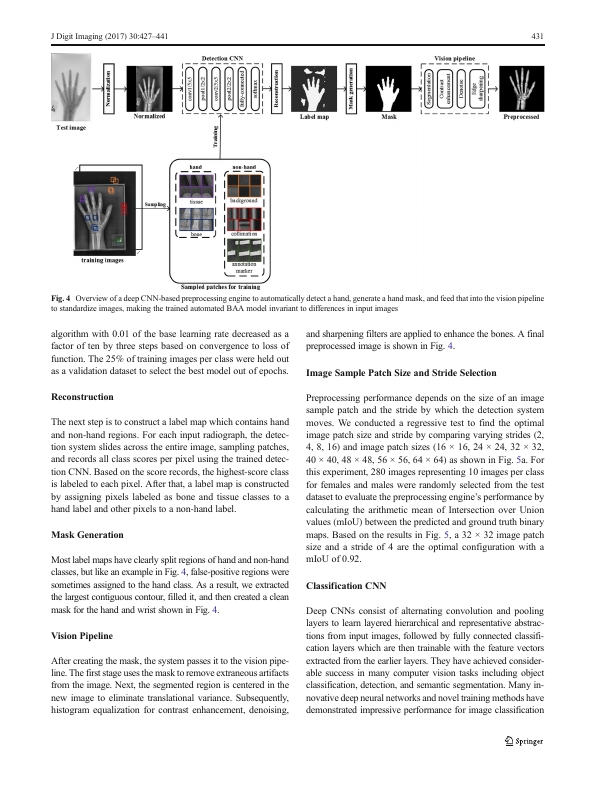 J Digit Imaging (2017) 30:427–441
431
Detection CNN
Vision pipeline
Normalization
conv1:5x5
pool1:2x2
conv2:5x5
pool2:2x2
fully-connected
softmax
Reconstruction
Mask generation
Segmentation
Contrast enhancement
Denoise
Edge sharpening
Test image
Normalized
Label map
Mask
Preprocessed
Training
hand
non-hand
tissue
background
Sampling
bone
collimation
annotation
marker
training images
Sampled patches for training
Fig. 4 Overview of a deep CNN-based preprocessing engine to automatically detect a hand, generate a hand mask, and feed that into the vision pipeline
to standardize images, making the trained automated BAA model invariant to differences in input images
algorithm with 0.01 of the base learning rate decreased as a
factor of ten by three steps based on convergence to loss of
function. The 25% of training images per class were held out
as a validation dataset to select the best model out of epochs.
Reconstruction
The next step is to construct a label map which contains hand
and non-hand regions. For each input radiograph, the detec-
tion system slides across the entire image, sampling patches,
and records all class scores per pixel using the trained detec-
tion CNN. Based on the score records, the highest-score class
is labeled to each pixel. After that, a label map is constructed
by assigning pixels labeled as bone and tissue classes to a
hand label and other pixels to a non-hand label.
Mask Generation
Most label maps have clearly split regions of hand and non-hand
classes, but like an example in Fig. 4, false-positive regions were
sometimes assigned to the hand class. As a result, we extracted
the largest contiguous contour, filled it, and then created a clean
mask for the hand and wrist shown in Fig. 4.
Vision Pipeline
After creating the mask, the system passes it to the vision pipe-
line. The first stage uses the mask to remove extraneous artifacts
from the image. Next, the segmented region is centered in the
new image to eliminate translational variance. Subsequently,
histogram equalization for contrast enhancement, denoising,
and sharpening filters are applied to enhance the bones. A final
preprocessed image is shown in Fig. 4.
Image Sample Patch Size and Stride Selection
Preprocessing performance depends on the size of an image
sample patch and the stride by which the detection system
moves. We conducted a regressive test to find the optimal
image patch size and stride by comparing varying strides (2,
4, 8, 16) and image patch sizes (16 × 16, 24 × 24, 32 × 32,
40 × 40, 48 × 48, 56 × 56, 64 × 64) as shown in Fig. 5a. For
this experiment, 280 images representing 10 images per class
for females and males were randomly selected from the test
dataset to evaluate the preprocessing engine's performance by
calculating the arithmetic mean of Intersection over Union
values (mIoU) between the predicted and ground truth binary
maps. Based on the results in Fig. 5, a 32 × 32 image patch
size and a stride of 4 are the optimal configuration with a
mIoU of 0.92.
Classification CNN
Deep CNNs consist of alternating convolution and pooling
layers to learn layered hierarchical and representative abstrac-
tions from input images, followed by fully connected classifi-
cation layers which are then trainable with the feature vectors
extracted from the earlier layers. They have achieved consider-
able success in many computer vision tasks including object
classification, detection, and semantic segmentation. Many in-
novative deep neural networks and novel training methods have
demonstrated impressive performance for image classification
Springer